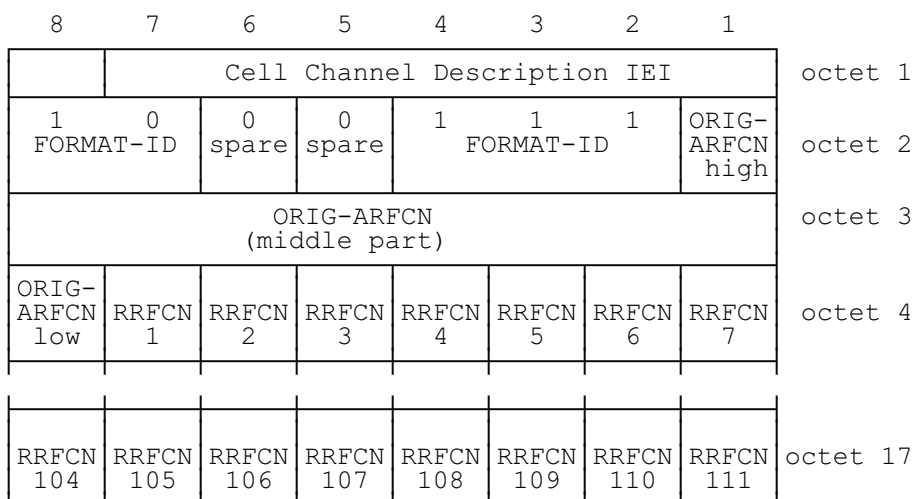 8 7 6 5 4 3 2 1
Cell Channel Description IEI octet 1
1 0 0 0 1 1 1 ORIG-
FORMAT-ID spare spare FORMAT-ID ARFCN octet 2
high
ORIG-ARFCN octet 3
(middle part)
ORIG-
ARFCN RRFCN RRFCN RRFCN RRFCN RRFCN RRFCN RRFCN octet 4
low 1 2 3 4 5 6 7
RRFCN RRFCN RRFCN RRFCN RRFCN RRFCN RRFCN RRFCN octet 17
104 105 106 107 108 109 110 111